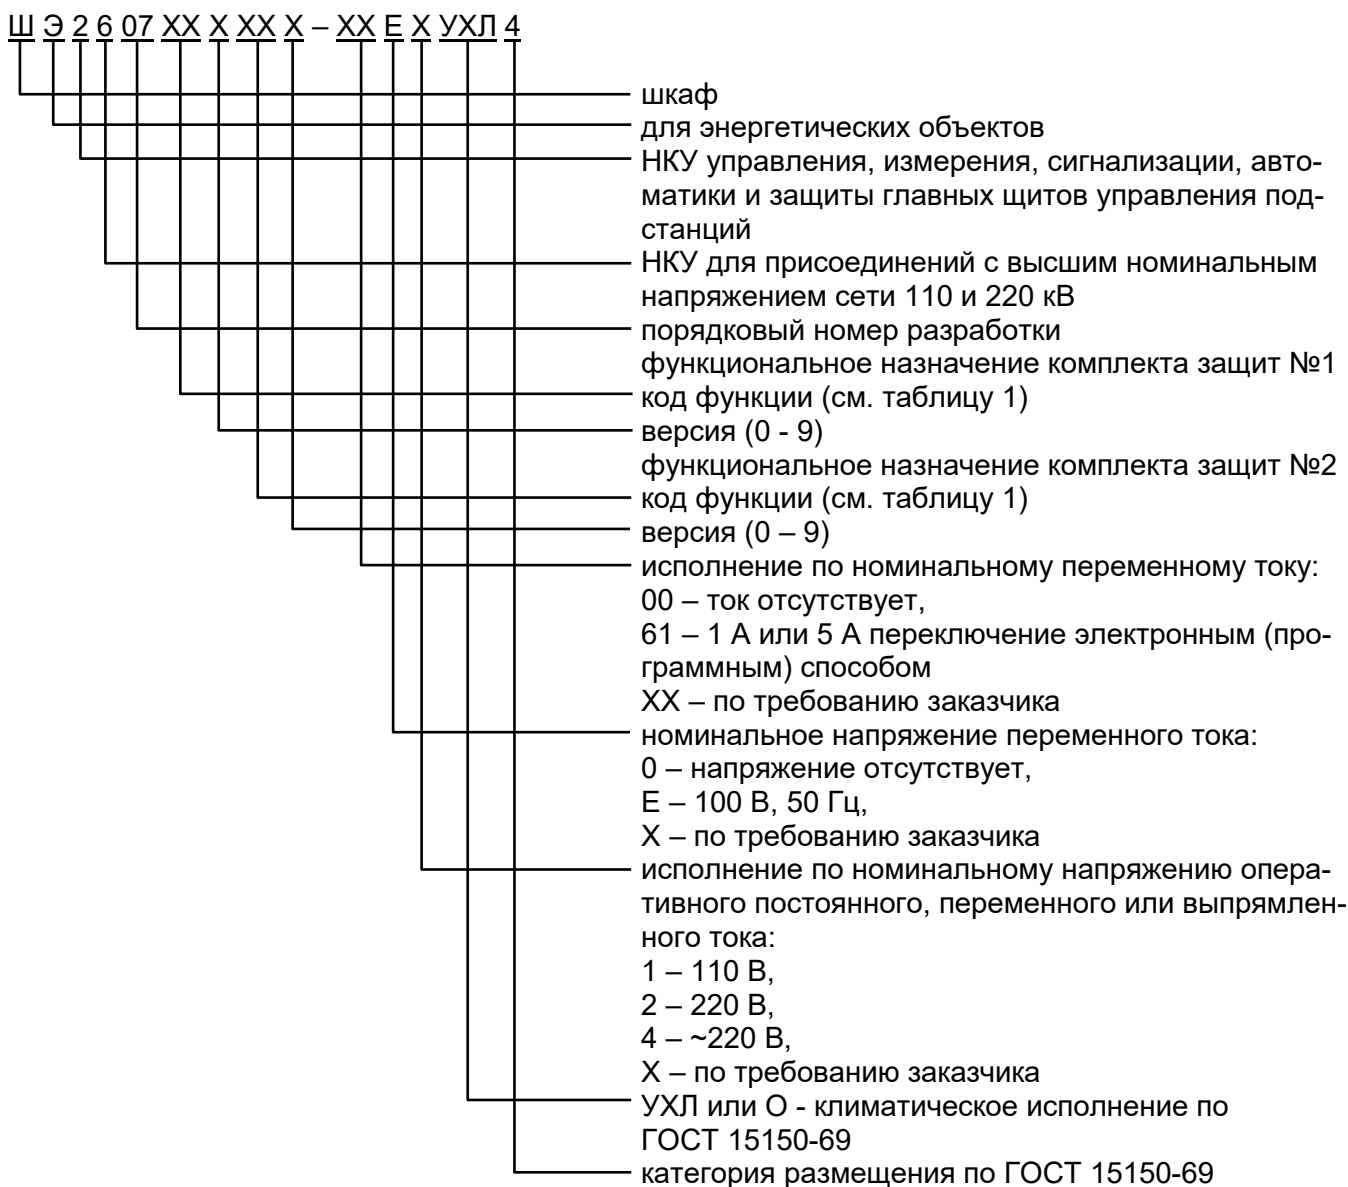 Ш Э 2 6 07 ХХ Х ХХ Х – ХХ Е Х УХЛ 4
шкаф
для энергетических объектов
НКУ управления, измерения, сигнализации, авто-
матики и защиты главных щитов управления под-
станций
НКУ для присоединений с высшим номинальным
напряжением сети 110 и 220 кВ
порядковый номер разработки
функциональное назначение комплекта защит №1
код функции (см. таблицу 1)
версия (0 - 9)
функциональное назначение комплекта защит №2
код функции (см. таблицу 1)
версия (0 – 9)
исполнение по номинальному переменному току:
00 – ток отсутствует,
61 – 1 А или 5 А переключение электронным (про-
граммным) способом
ХХ – по требованию заказчика
номинальное напряжение переменного тока:
0 – напряжение отсутствует,
Е – 100 В, 50 Гц,
Х – по требованию заказчика
исполнение по номинальному напряжению опера-
тивного постоянного, переменного или выпрямлен-
ного тока:
1 – 110 В,
2 – 220 В,
4 – ~220 В,
Х – по требованию заказчика
УХЛ или О - климатическое исполнение по
ГОСТ 15150-69
категория размещения по ГОСТ 15150-69